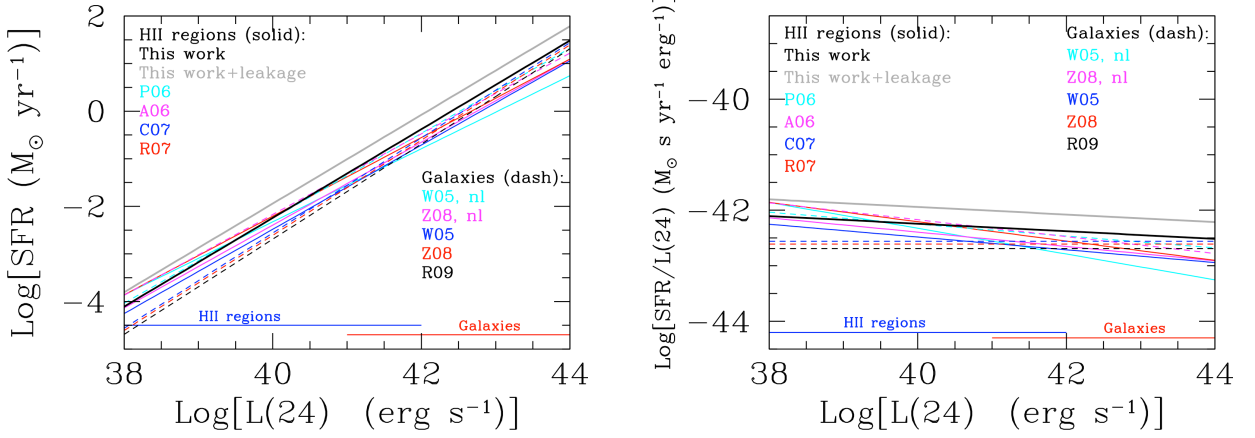 Log[SFR (M⊙ yr⁻¹)]
2
0
−2
−4
HII regions (solid):
This work
This work+leakage
P06
A06
C07
R07
Galaxies (dash):
W05, nl
Z08, nl
W05
Z08
R09
HII regions
Galaxies
38
40
42
44
Log[L(24) (erg s⁻¹)]
Log[SFR/L(24) (M⊙ s yr⁻¹ erg⁻¹)]
−40
−42
−44
HII regions (solid):
This work
This work+leakage
P06
A06
C07
R07
Galaxies (dash):
W05, nl
Z08, nl
W05
Z08
R09
HII regions
Galaxies
38
40
42
44
Log[L(24) (erg s⁻¹)]